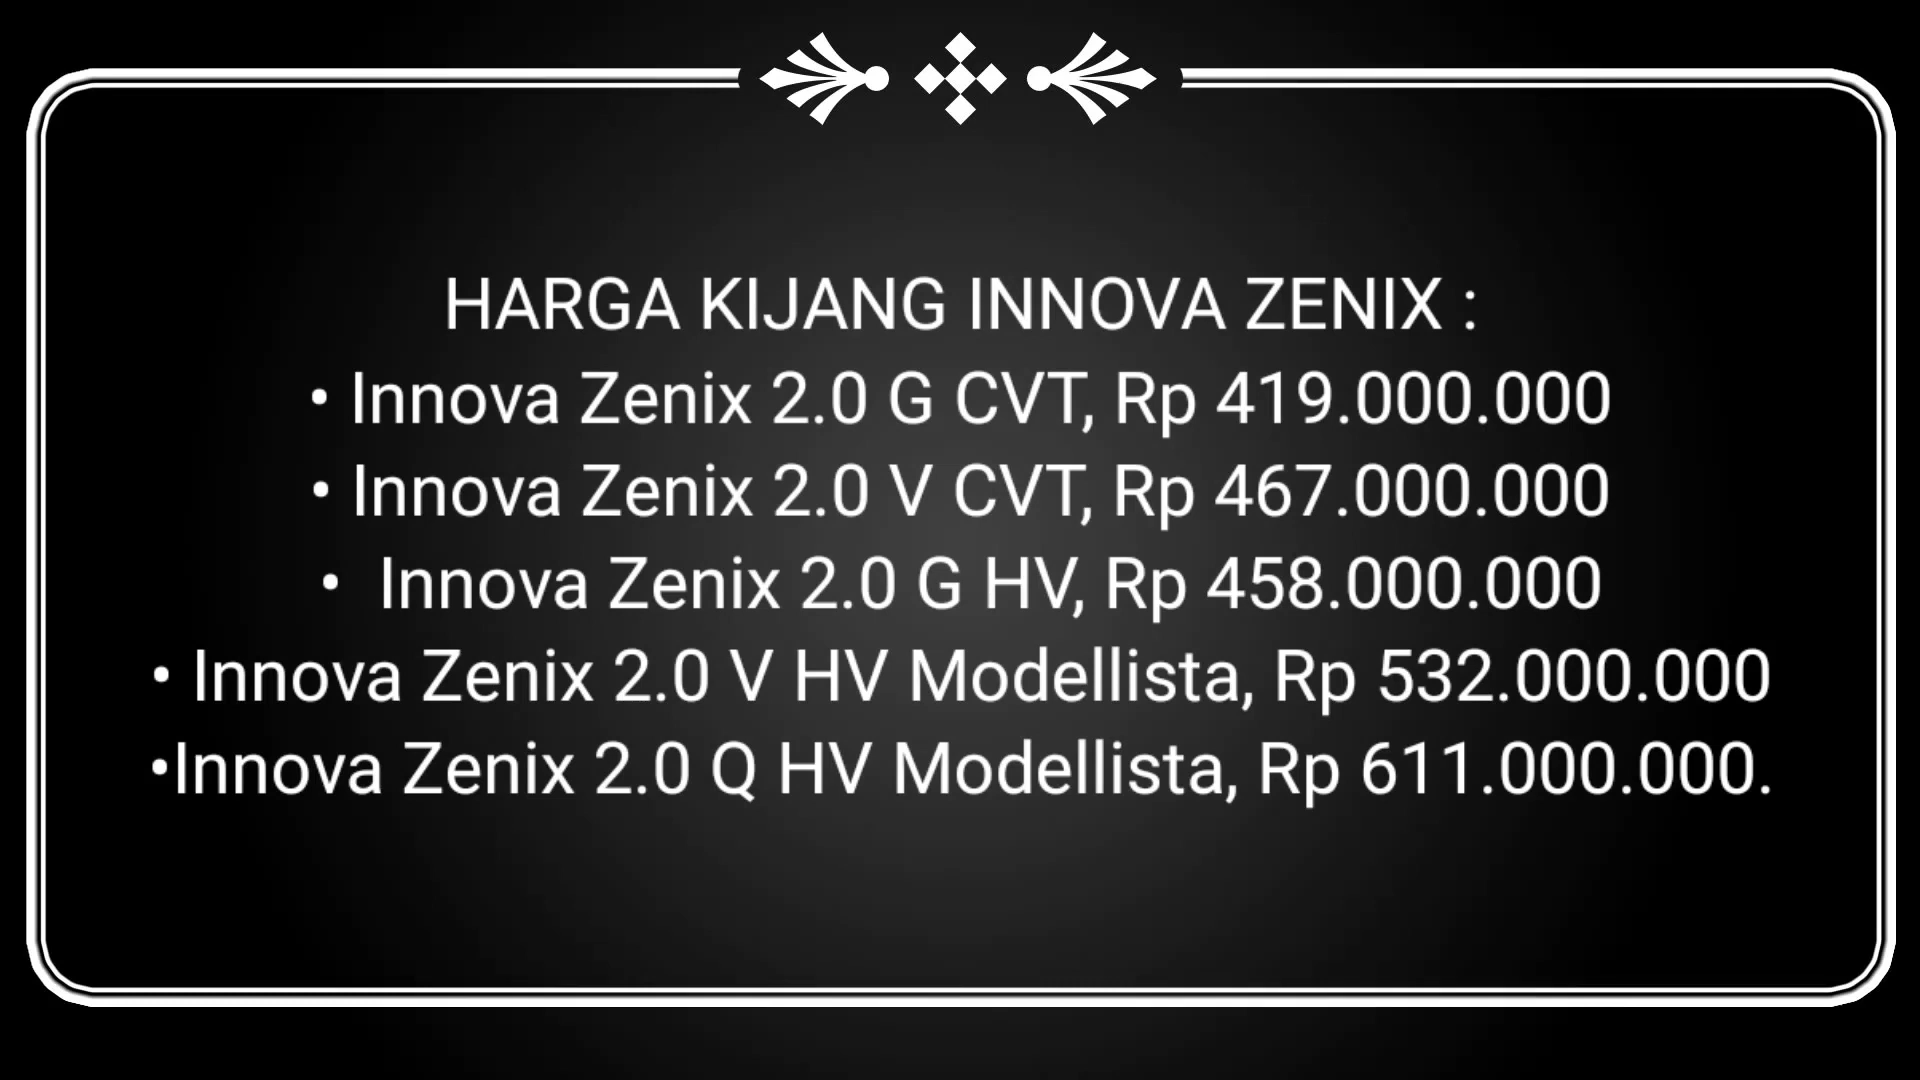 HARGA KIJANG INNOVA ZENIX :
• Innova Zenix 2.0 G CVT, Rp 419.000.000
• Innova Zenix 2.0 V CVT, Rp 467.000.000
•  Innova Zenix 2.0 G HV, Rp 458.000.000
• Innova Zenix 2.0 V HV Modellista, Rp 532.000.000
•Innova Zenix 2.0 Q HV Modellista, Rp 611.000.000.